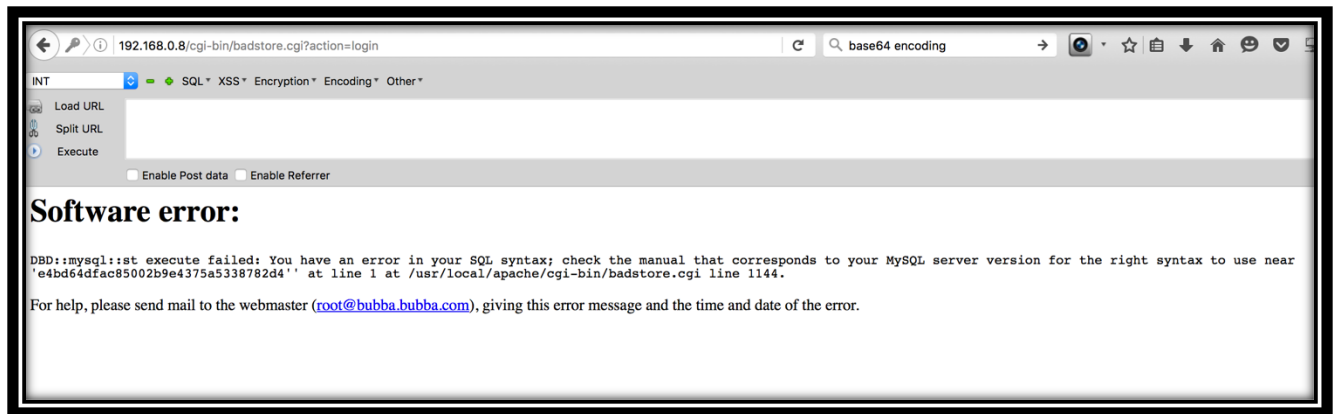 192.168.0.8/cgi-bin/badstore.cgi?action=login
base64 encoding
INT
SQL
XSS
Encryption
Encoding
Other
Load URL
Split URL
Execute
Enable Post data
Enable Referrer
Software error:
DBD::mysql::st execute failed: You have an error in your SQL syntax; check the manual that corresponds to your MySQL server version for the right syntax to use near
'e4bd64dfac85002b9e4375a5338782d4'' at line 1 at /usr/local/apache/cgi-bin/badstore.cgi line 1144.
For help, please send mail to the webmaster (root@bubba.bubba.com), giving this error message and the time and date of the error.